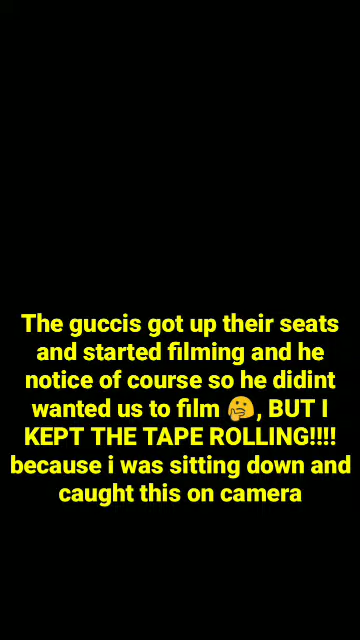 The guccis got up their seats
and started filming and he
notice of course so he didint
wanted us to film 🤔, BUT I
KEPT THE TAPE ROLLING!!!!
because i was sitting down and
caught this on camera